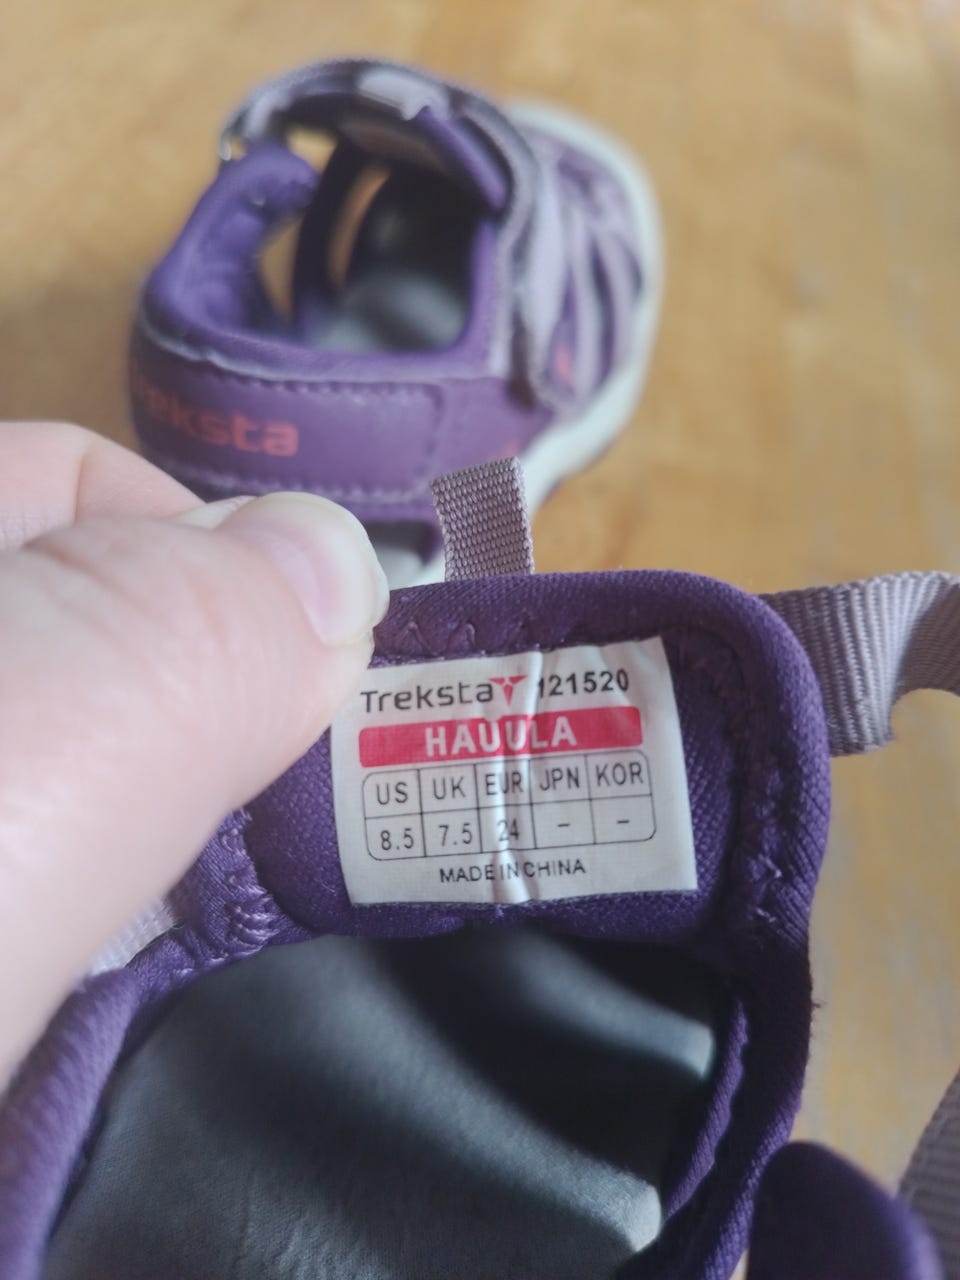 Treksta
Treksta 121520
HAUULA
US UK EUR JPN KOR
8.5 7.5 24 - -
MADE IN CHINA